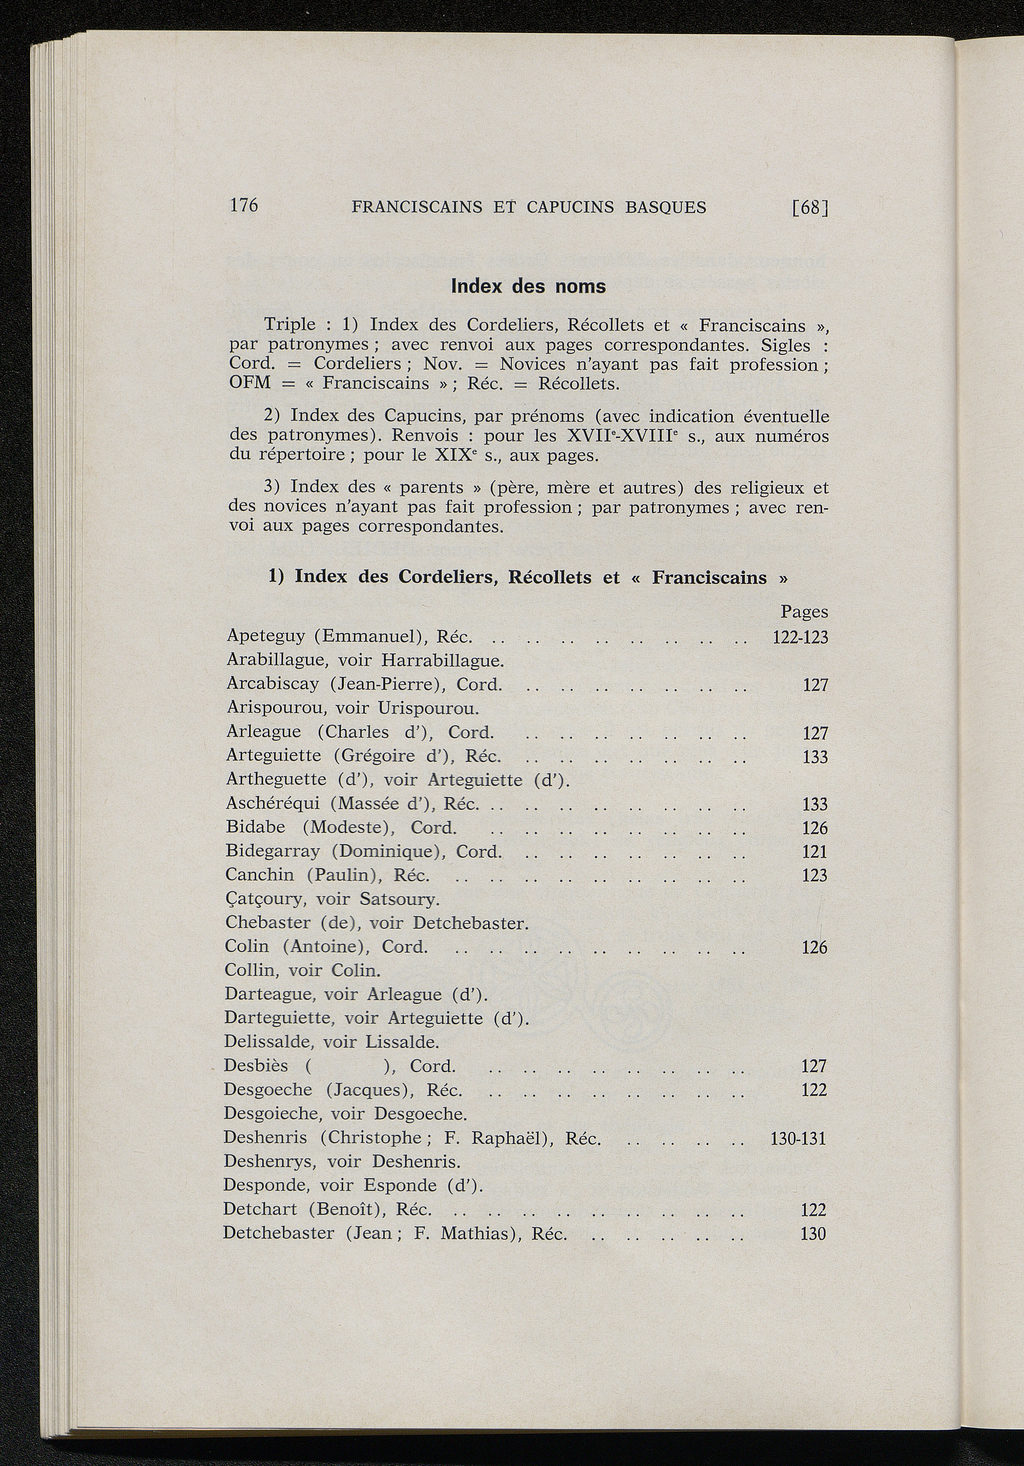 176 FRANCISCAINS ET CAPUCINS BASQUES [68]
Index des noms
Triple : 1) Index des Cordeliers, Récollets et « Franciscains »,
par patronymes ; avec renvoi aux pages correspondantes. Sigles :
Cord. = Cordeliers ; Nov. = Novices n'ayant pas fait profession ;
OFM = « Franciscains » ; Réc. = Récollets.
2) Index des Capucins, par prénoms (avec indication éventuelle
des patronymes). Renvois : pour les XVIIᵉ-XVIIIᵉ s., aux numéros
du répertoire ; pour le XIXᵉ s., aux pages.
3) Index des « parents » (père, mère et autres) des religieux et
des novices n'ayant pas fait profession ; par patronymes ; avec ren-
voi aux pages correspondantes.
1) Index des Cordeliers, Récollets et « Franciscains »
Pages
Apeteguy (Emmanuel), Réc. .. .. .. .. .. .. .. .. 122-123
Arabillague, voir Harrabillague.
Arcabiscay (Jean-Pierre), Cord. .. .. .. .. .. .. .. 127
Arispourou, voir Urispourou.
Arleague (Charles d'), Cord. .. .. .. .. .. .. .. 127
Arteguiette (Grégoire d'), Réc. .. .. .. .. .. .. .. 133
Artheguette (d'), voir Arteguiette (d').
Aschéréqui (Massée d'), Réc. .. .. .. .. .. .. .. .. 133
Bidabe (Modeste), Cord. .. .. .. .. .. .. .. .. 126
Bidegarray (Dominique), Cord. .. .. .. .. .. .. .. 121
Canchin (Paulin), Réc. .. .. .. .. .. .. .. .. .. 123
Çatçoury, voir Satsoury.
Chebaster (de), voir Detchebaster.
Colin (Antoine), Cord. .. .. .. .. .. .. .. .. .. 126
Collin, voir Colin.
Darteague, voir Arleague (d').
Darteguiette, voir Arteguiette (d').
Delissalde, voir Lissalde.
Desbiès ( ), Cord. .. .. .. .. .. .. .. .. 127
Desgoeche (Jacques), Réc. .. .. .. .. .. .. .. .. 122
Desgoieche, voir Desgoeche.
Deshenris (Christophe ; F. Raphaël), Réc. .. .. .. .. 130-131
Deshenrys, voir Deshenris.
Desponde, voir Esponde (d').
Detchart (Benoît), Réc. .. .. .. .. .. .. .. .. .. 122
Detchebaster (Jean ; F. Mathias), Réc. .. .. .. .. .. 130